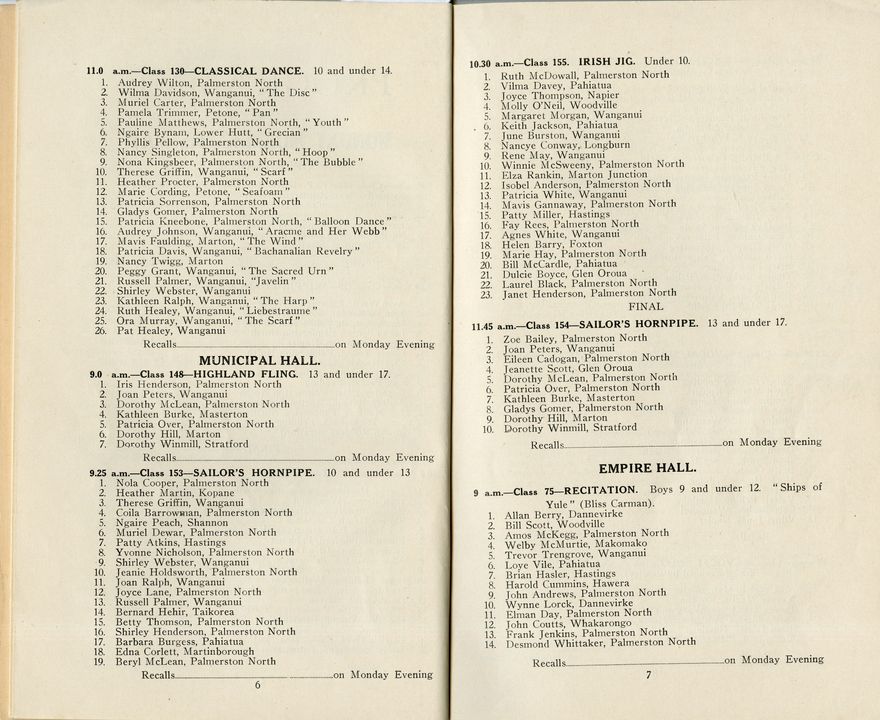 11.0 a.m.—Class 130—CLASSICAL DANCE. 10 and under 14.
1. Audrey Wilton, Palmerston North
2. Wilma Davidson, Wanganui, "The Disc"
3. Muriel Carter, Palmerston North
4. Pamela Trimmer, Petone, "Pan"
5. Pauline Matthews, Palmerston North, "Youth"
6. Ngaire Bynam, Lower Hutt, "Grecian"
7. Phyllis Pellow, Palmerston North
8. Nancy Singleton, Palmerston North, "Hoop"
9. Nona Kingsbeer, Palmerston North, "The Bubble"
10. Therese Griffin, Wanganui, "Scarf"
11. Heather Procter, Palmerston North
12. Marie Cording, Petone, "Seafoam"
13. Patricia Sorrenson, Palmerston North
14. Gladys Gomer, Palmerston North
15. Patricia Kneebone, Palmerston North, "Balloon Dance"
16. Audrey Johnson, Wanganui, "Aracme and Her Webb"
17. Mavis Faulding, Marton, "The Wind"
18. Patricia Davis, Wanganui, "Bachanalian Revelry"
19. Nancy Twigg, Marton
20. Peggy Grant, Wanganui, "The Sacred Urn"
21. Russell Palmer, Wanganui, "Javelin"
22. Shirley Webster, Wanganui
23. Kathleen Ralph, Wanganui, "The Harp"
24. Ruth Healey, Wanganui, "Liebestraume"
25. Ora Murray, Wanganui, "The Scarf"
26. Pat Healey, Wanganui
Recalls on Monday Evening
MUNICIPAL HALL.
9.0 a.m.—Class 148—HIGHLAND FLING. 13 and under 17.
1. Iris Henderson, Palmerston North
2. Joan Peters, Wanganui
3. Dorothy McLean, Palmerston North
4. Kathleen Burke, Masterton
5. Patricia Over, Palmerston North
6. Dorothy Hill, Marton
7. Dorothy Winmill, Stratford
Recalls on Monday Evening
9.25 a.m.—Class 153—SAILOR'S HORNPIPE. 10 and under 13
1. Nola Cooper, Palmerston North
2. Heather Martin, Kopane
3. Therese Griffin, Wanganui
4. Coila Barrowman, Palmerston North
5. Ngaire Peach, Shannon
6. Muriel Dewar, Palmerston North
7. Patty Atkins, Hastings
8. Yvonne Nicholson, Palmerston North
9. Shirley Webster, Wanganui
10. Jeanie Holdsworth, Palmerston North
11. Joan Ralph, Wanganui
12. Joyce Lane, Palmerston North
13. Russell Palmer, Wanganui
14. Bernard Hehir, Taikorea
15. Betty Thomson, Palmerston North
16. Shirley Henderson, Palmerston North
17. Barbara Burgess, Pahiatua
18. Edna Corlett, Martinborough
19. Beryl McLean, Palmerston North
Recalls on Monday Evening
6
10.30 a.m.—Class 155. IRISH JIG. Under 10.
1. Ruth McDowall, Palmerston North
2. Vilma Davey, Pahiatua
3. Joyce Thompson, Napier
4. Molly O'Neil, Woodville
5. Margaret Morgan, Wanganui
6. Keith Jackson, Pahiatua
7. June Burston, Wanganui
8. Nancye Conway, Longburn
9. Rene May, Wanganui
10. Winnie McSweeny, Palmerston North
11. Elza Rankin, Marton Junction
12. Isobel Anderson, Palmerston North
13. Patricia White, Wanganui
14. Mavis Gannaway, Palmerston North
15. Patty Miller, Hastings
16. Fay Rees, Palmerston North
17. Agnes White, Wanganui
18. Helen Barry, Foxton
19. Marie Hay, Palmerston North
20. Bill McCardle, Pahiatua
21. Dulcie Boyce, Glen Oroua
22. Laurel Black, Palmerston North
23. Janet Henderson, Palmerston North
FINAL
11.45 a.m.—Class 154—SAILOR'S HORNPIPE. 13 and under 17.
1. Zoe Bailey, Palmerston North
2. Joan Peters, Wanganui
3. Eileen Cadogan, Palmerston North
4. Jeanette Scott, Glen Oroua
5. Dorothy McLean, Palmerston North
6. Patricia Over, Palmerston North
7. Kathleen Burke, Masterton
8. Gladys Gomer, Palmerston North
9. Dorothy Hill, Marton
10. Dorothy Winmill, Stratford
Recalls on Monday Evening
EMPIRE HALL.
9 a.m.—Class 75—RECITATION. Boys 9 and under 12. "Ships of
Yule" (Bliss Carman).
1. Allan Berry, Dannevirke
2. Bill Scott, Woodville
3. Amos McKegg, Palmerston North
4. Welby McMurtie, Makomako
5. Trevor Trengrove, Wanganui
6. Love Vile, Pahiatua
7. Brian Hasler, Hastings
8. Harold Cummins, Hawera
9. John Andrews, Palmerston North
10. Wynne Lorck, Dannevirke
11. Elman Day, Palmerston North
12. John Coutts, Whakarongo
13. Frank Jenkins, Palmerston North
14. Desmond Whittaker, Palmerston North
Recalls on Monday Evening
7